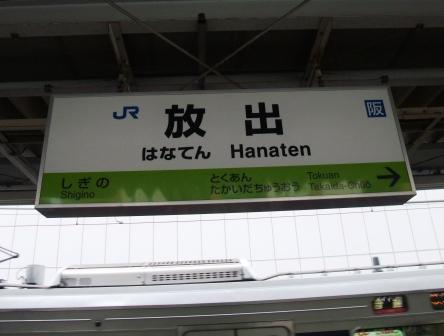 JR
放出
阪
はなてん Hanaten
しぎの
Shigino
とくあん
たかいだちゅうおう
Tokuan
Takaida-Chūō